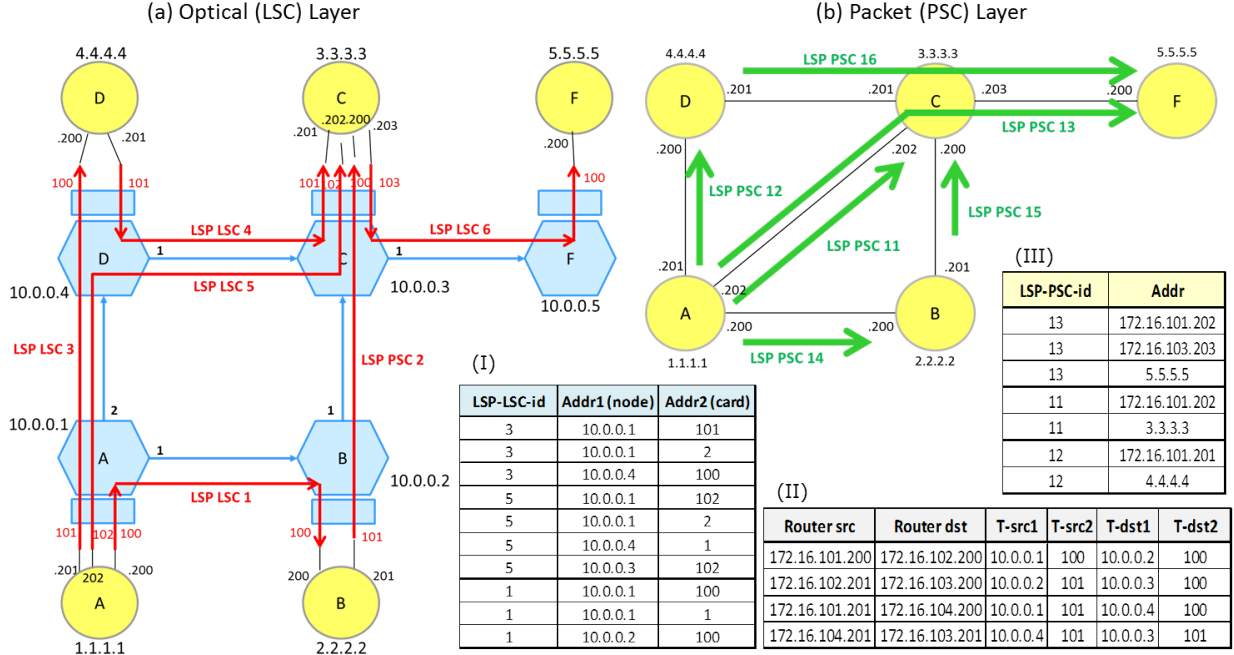 (a) Optical (LSC) Layer
(b) Packet (PSC) Layer
4.4.4.4
3.3.3.3
5.5.5.5
D
C
F
.200
.201
.201
.202
.200
.203
.200
100
101
101
102
100
103
100
LSP LSC 4
LSP LSC 6
D
1
C
1
F
LSP LSC 5
10.0.0.4
10.0.0.3
10.0.0.5
LSP LSC 3
LSP PSC 2
2
1
10.0.0.1
A
1
B
10.0.0.2
LSP LSC 1
101
102
100
100
101
.201
202
.200
200
201
A
B
1.1.1.1
2.2.2.2
4.4.4.4
3.3.3.3
5.5.5.5
LSP PSC 16
.201
.201
.203
.200
D
C
F
LSP PSC 13
.200
.202
.200
LSP PSC 12
LSP PSC 15
LSP PSC 11
.201
.202
.201
A
B
.200
.200
LSP PSC 14
1.1.1.1
2.2.2.2
(I)
LSP-LSC-id Addr1 (node) Addr2 (card)
3 10.0.0.1 101
3 10.0.0.1 2
3 10.0.0.4 100
5 10.0.0.1 102
5 10.0.0.1 2
5 10.0.0.4 1
5 10.0.0.3 102
1 10.0.0.1 100
1 10.0.0.1 1
1 10.0.0.2 100
(III)
LSP-PSC-id Addr
13 172.16.101.202
13 172.16.103.203
13 5.5.5.5
11 172.16.101.202
11 3.3.3.3
12 172.16.101.201
12 4.4.4.4
(II)
Router src Router dst T-src1 T-src2 T-dst1 T-dst2
172.16.101.200 172.16.102.200 10.0.0.1 100 10.0.0.2 100
172.16.102.201 172.16.103.200 10.0.0.2 101 10.0.0.3 100
172.16.101.201 172.16.104.200 10.0.0.1 101 10.0.0.4 100
172.16.104.201 172.16.103.201 10.0.0.4 101 10.0.0.3 101